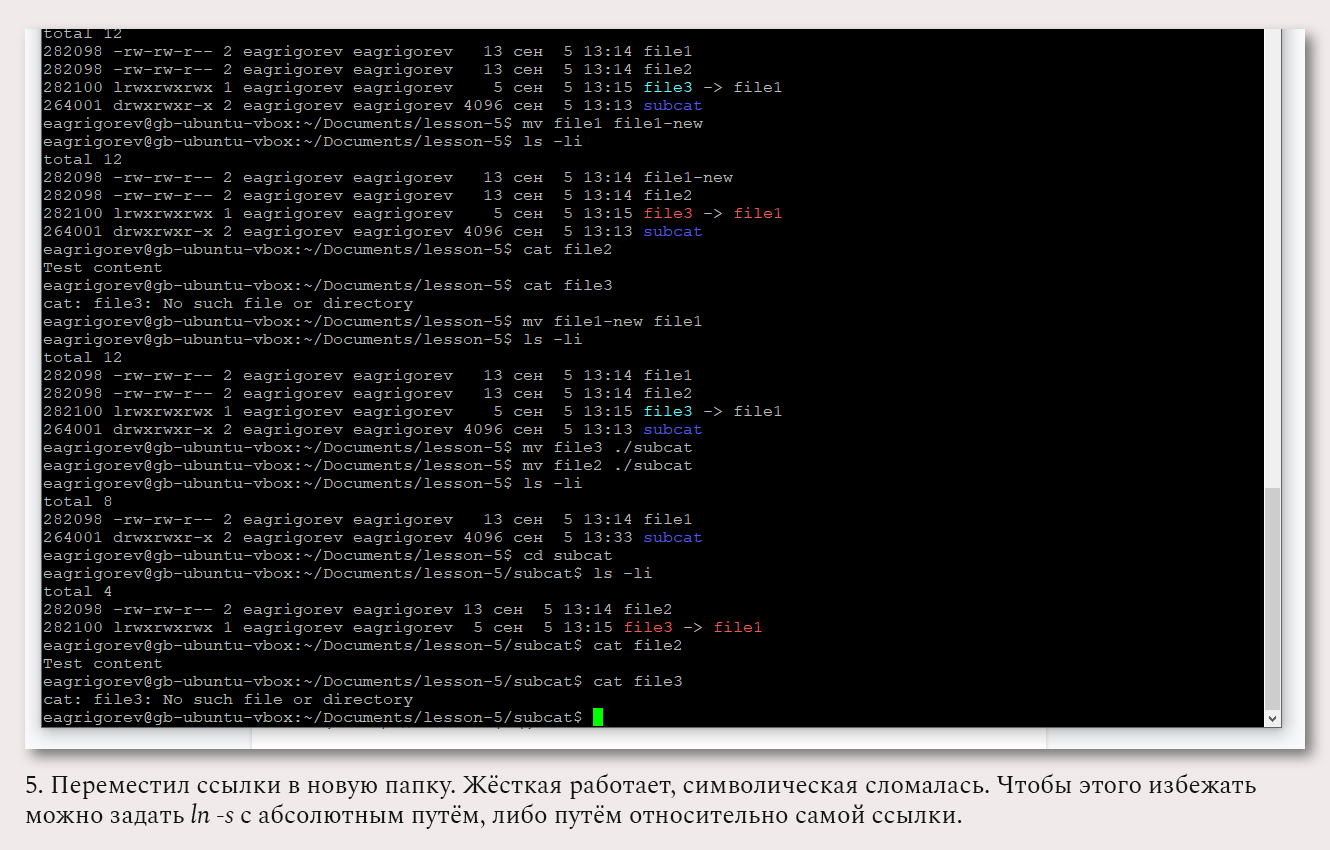 total 12
282098 -rw-rw-r-- 2 eagrigorev eagrigorev   13 сен  5 13:14 file1
282098 -rw-rw-r-- 2 eagrigorev eagrigorev   13 сен  5 13:14 file2
282100 lrwxrwxrwx 1 eagrigorev eagrigorev    5 сен  5 13:15 file3 -> file1
264001 drwxrwxr-x 2 eagrigorev eagrigorev 4096 сен  5 13:13 subcat
eagrigorev@gb-ubuntu-vbox:~/Documents/lesson-5$ mv file1 file1-new
eagrigorev@gb-ubuntu-vbox:~/Documents/lesson-5$ ls -li
total 12
282098 -rw-rw-r-- 2 eagrigorev eagrigorev   13 сен  5 13:14 file1-new
282098 -rw-rw-r-- 2 eagrigorev eagrigorev   13 сен  5 13:14 file2
282100 lrwxrwxrwx 1 eagrigorev eagrigorev    5 сен  5 13:15 file3 -> file1
264001 drwxrwxr-x 2 eagrigorev eagrigorev 4096 сен  5 13:13 subcat
eagrigorev@gb-ubuntu-vbox:~/Documents/lesson-5$ cat file2
Test content
eagrigorev@gb-ubuntu-vbox:~/Documents/lesson-5$ cat file3
cat: file3: No such file or directory
eagrigorev@gb-ubuntu-vbox:~/Documents/lesson-5$ mv file1-new file1
eagrigorev@gb-ubuntu-vbox:~/Documents/lesson-5$ ls -li
total 12
282098 -rw-rw-r-- 2 eagrigorev eagrigorev   13 сен  5 13:14 file1
282098 -rw-rw-r-- 2 eagrigorev eagrigorev   13 сен  5 13:14 file2
282100 lrwxrwxrwx 1 eagrigorev eagrigorev    5 сен  5 13:15 file3 -> file1
264001 drwxrwxr-x 2 eagrigorev eagrigorev 4096 сен  5 13:13 subcat
eagrigorev@gb-ubuntu-vbox:~/Documents/lesson-5$ mv file3 ./subcat
eagrigorev@gb-ubuntu-vbox:~/Documents/lesson-5$ mv file2 ./subcat
eagrigorev@gb-ubuntu-vbox:~/Documents/lesson-5$ ls -li
total 8
282098 -rw-rw-r-- 2 eagrigorev eagrigorev   13 сен  5 13:14 file1
264001 drwxrwxr-x 2 eagrigorev eagrigorev 4096 сен  5 13:33 subcat
eagrigorev@gb-ubuntu-vbox:~/Documents/lesson-5$ cd subcat
eagrigorev@gb-ubuntu-vbox:~/Documents/lesson-5/subcat$ ls -li
total 4
282098 -rw-rw-r-- 2 eagrigorev eagrigorev 13 сен  5 13:14 file2
282100 lrwxrwxrwx 1 eagrigorev eagrigorev  5 сен  5 13:15 file3 -> file1
eagrigorev@gb-ubuntu-vbox:~/Documents/lesson-5/subcat$ cat file2
Test content
eagrigorev@gb-ubuntu-vbox:~/Documents/lesson-5/subcat$ cat file3
cat: file3: No such file or directory
eagrigorev@gb-ubuntu-vbox:~/Documents/lesson-5/subcat$
5. Переместил ссылки в новую папку. Жёсткая работает, символическая сломалась. Чтобы этого избежать
можно задать ln -s с абсолютным путём, либо путём относительно самой ссылки.